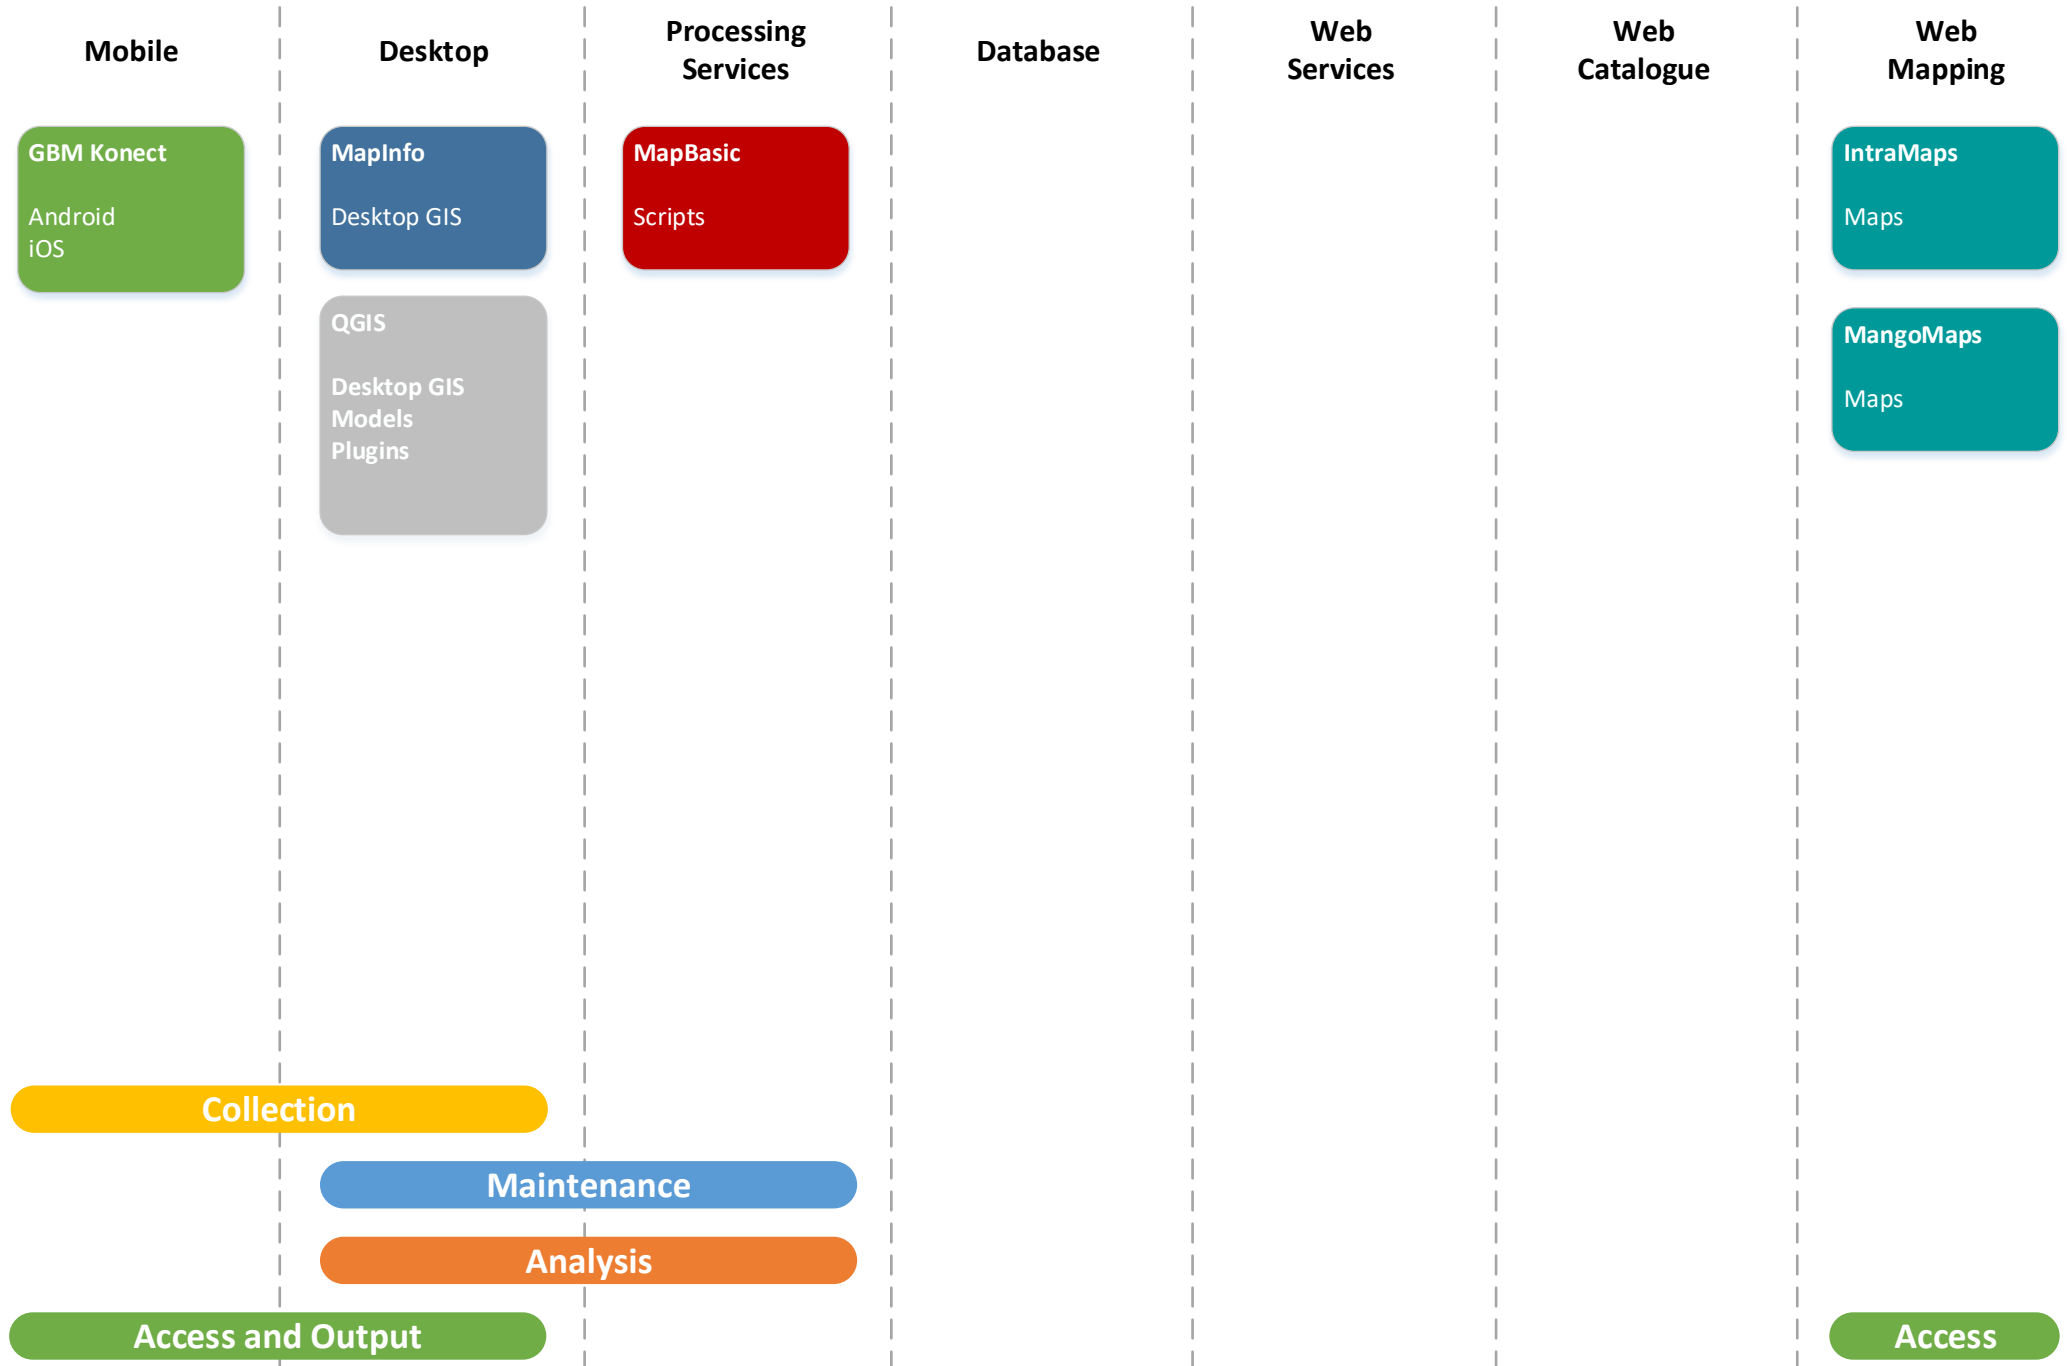 Mobile
Desktop
Processing
Services
Database
Web
Services
Web
Catalogue
Web
Mapping
GBM Konect
Android
iOS
MapInfo
Desktop GIS
QGIS
Desktop GIS
Models
Plugins
MapBasic
Scripts
IntraMaps
Maps
MangoMaps
Maps
Collection
Maintenance
Analysis
Access and Output
Access